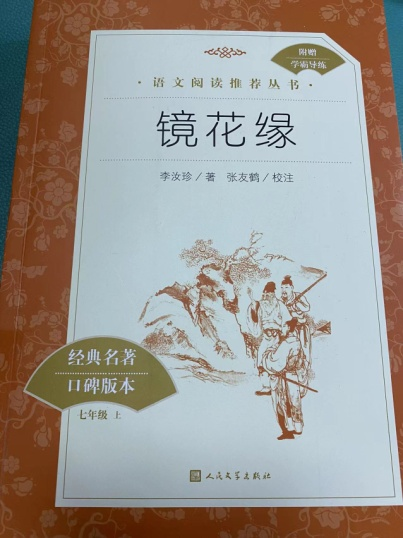 附赠
学霸导练
·语文阅读推荐丛书·
镜花缘
李汝珍/著 张友鹤/校注
经典名著
口碑版本
七年级 上
人民文学出版社